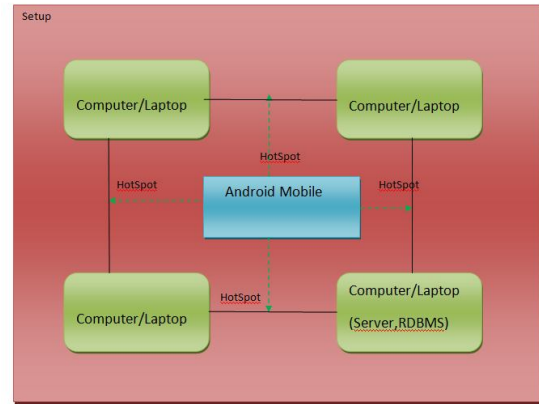 Setup
Computer/Laptop
Computer/Laptop
HotSpot
HotSpot
Android Mobile
HotSpot
HotSpot
Computer/Laptop
Computer/Laptop
(Server,RDBMS)